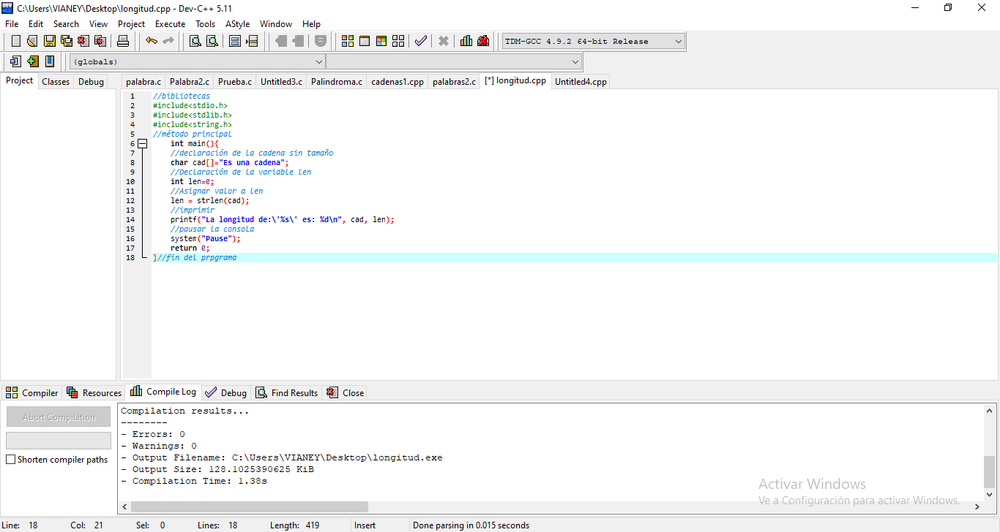 C:\Users\VIANEY\Desktop\longitud.cpp - Dev-C++ 5.11
File Edit Search View Project Execute Tools AStyle Window Help
TDM-GCC 4.9.2 64-bit Release
(globals)
Project Classes Debug
palabra.c Palabra2.c Prueba.c Untitled3.c Palindroma.c cadenas1.cpp palabras2.c [*] longitud.cpp Untitled4.cpp
1 //bibliotecas
2 #include<stdio.h>
3 #include<stdlib.h>
4 #include<string.h>
5 //método principal
6 int main(){
7 //declaración de la cadena sin tamaño
8 char cad[]="Es una cadena";
9 //Declaración de la variable len
10 int len=0;
11 //Asignar valor a len
12 len = strlen(cad);
13 //imprimir
14 printf("La longitud de:\'%s\' es: %d\n", cad, len);
15 //pausar la consola
16 system("Pause");
17 return 0;
18 }//fin del prpgrama
Compiler Resources Compile Log Debug Find Results Close
Abort Compilation
Shorten compiler paths
Compilation results...
--------
- Errors: 0
- Warnings: 0
- Output Filename: C:\Users\VIANEY\Desktop\longitud.exe
- Output Size: 128.1025390625 KiB
- Compilation Time: 1.38s
Activar Windows
Ve a Configuración para activar Windows.
Line: 18 Col: 21 Sel: 0 Lines: 18 Length: 419 Insert Done parsing in 0.015 seconds